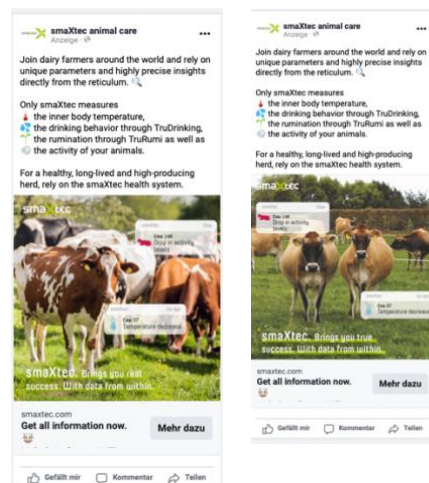 smaXtec animal care
Anzeige
Join dairy farmers around the world and rely on
unique parameters and highly precise insights
directly from the reticulum.
Only smaXtec measures
the inner body temperature,
the drinking behavior through TruDrinking,
the rumination through TruRumi as well as
the activity of your animals.
For a healthy, long-lived and high-producing
herd, rely on the smaXtec health system.
smaXtec
Cow 148
Drop in activity
levels
Cow 57
Temperature decrease
smaXtec. Brings you real
success. With data from within.
smaxtec.com
Get all information now.
Mehr dazu
Gefällt mir Kommentar Teilen
smaXtec animal care
Anzeige
Join dairy farmers around the world and rely on
unique parameters and highly precise insights
directly from the reticulum.
Only smaXtec measures
the inner body temperature,
the drinking behavior through TruDrinking,
the rumination through TruRumi as well as
the activity of your animals.
For a healthy, long-lived and high-producing
herd, rely on the smaXtec health system.
smaXtec
Drop in activity
levels
Cow 57
Temperature decrease
smaXtec. Brings you true
success. With data from within.
smaxtec.com
Get all information now.
Mehr dazu
Gefällt mir Kommentar Teilen